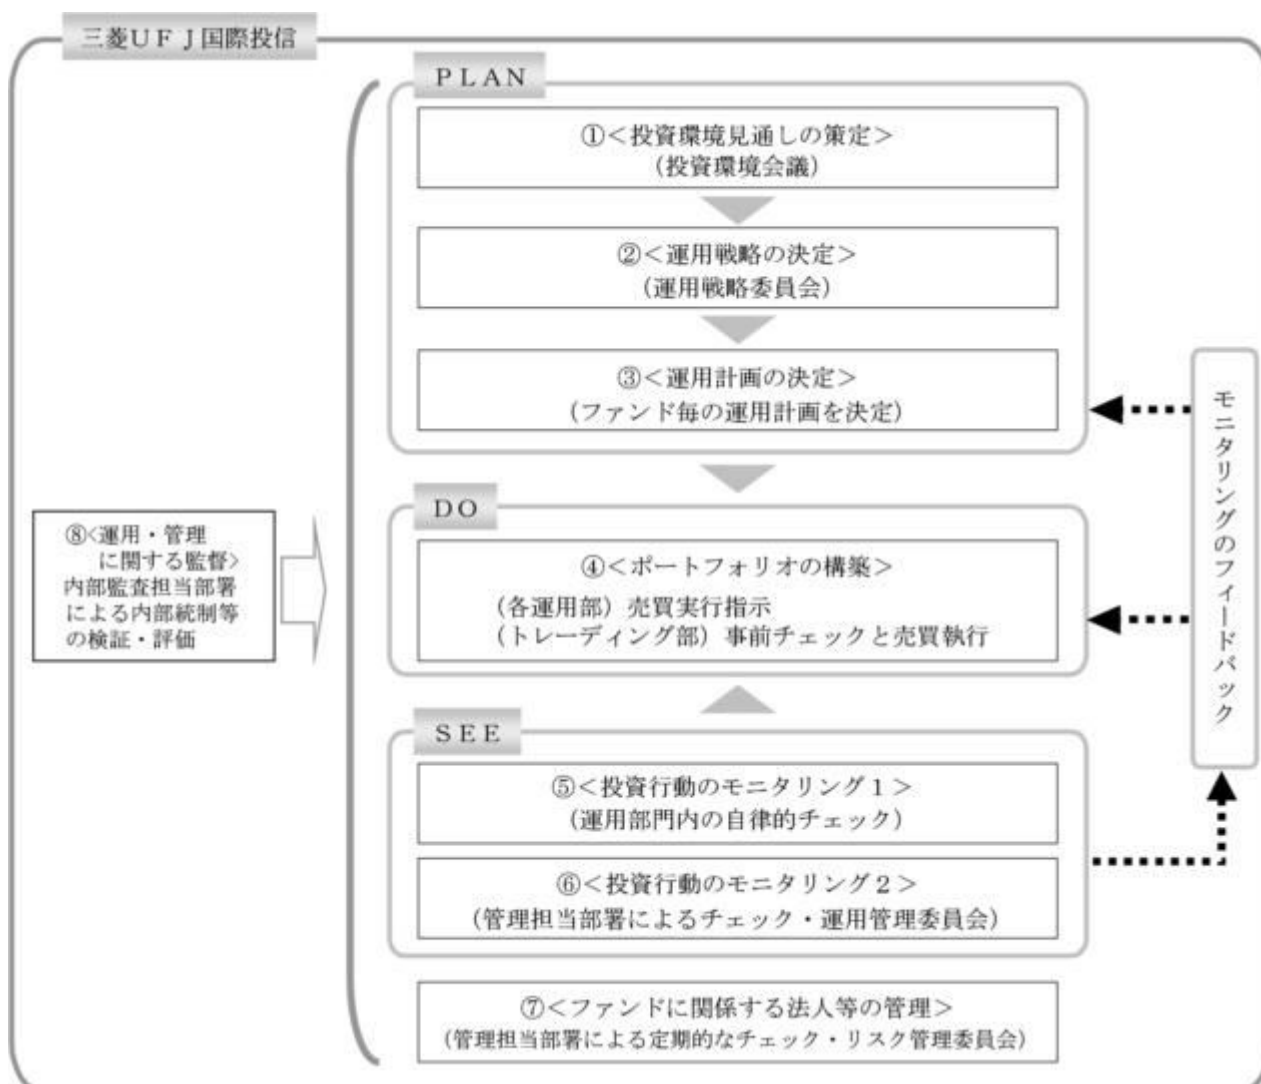 三菱ＵＦＪ国際投信
ＰＬＡＮ
①＜投資環境見通しの策定＞
（投資環境会議）
②＜運用戦略の決定＞
（運用戦略委員会）
③＜運用計画の決定＞
（ファンド毎の運用計画を決定）
ＤＯ
④＜ポートフォリオの構築＞
（各運用部）売買実行指示
（トレーディング部）事前チェックと売買執行
ＳＥＥ
⑤＜投資行動のモニタリング１＞
（運用部門内の自律的チェック）
⑥＜投資行動のモニタリング２＞
（管理担当部署によるチェック・運用管理委員会）
⑦＜ファンドに関係する法人等の管理＞
（管理担当部署による定期的なチェック・リスク管理委員会）
⑧<運用・管理
に関する監督>
内部監査担当部署
による内部統制等
の検証・評価
モニタリングのフィードバック